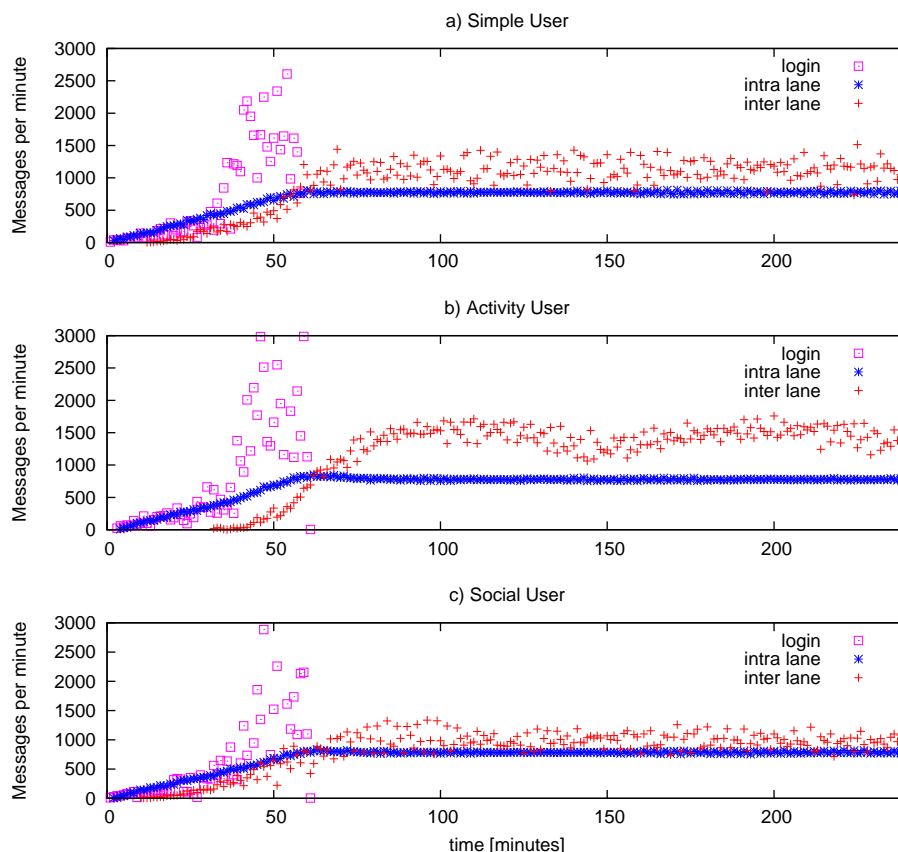 a) Simple User
Messages per minute
3000
2500
2000
1500
1000
500
0
login
intra lane
inter lane
0 50 100 150 200
b) Activity User
Messages per minute
3000
2500
2000
1500
1000
500
0
login
intra lane
inter lane
0 50 100 150 200
c) Social User
Messages per minute
3000
2500
2000
1500
1000
500
0
login
intra lane
inter lane
0 50 100 150 200
time [minutes]